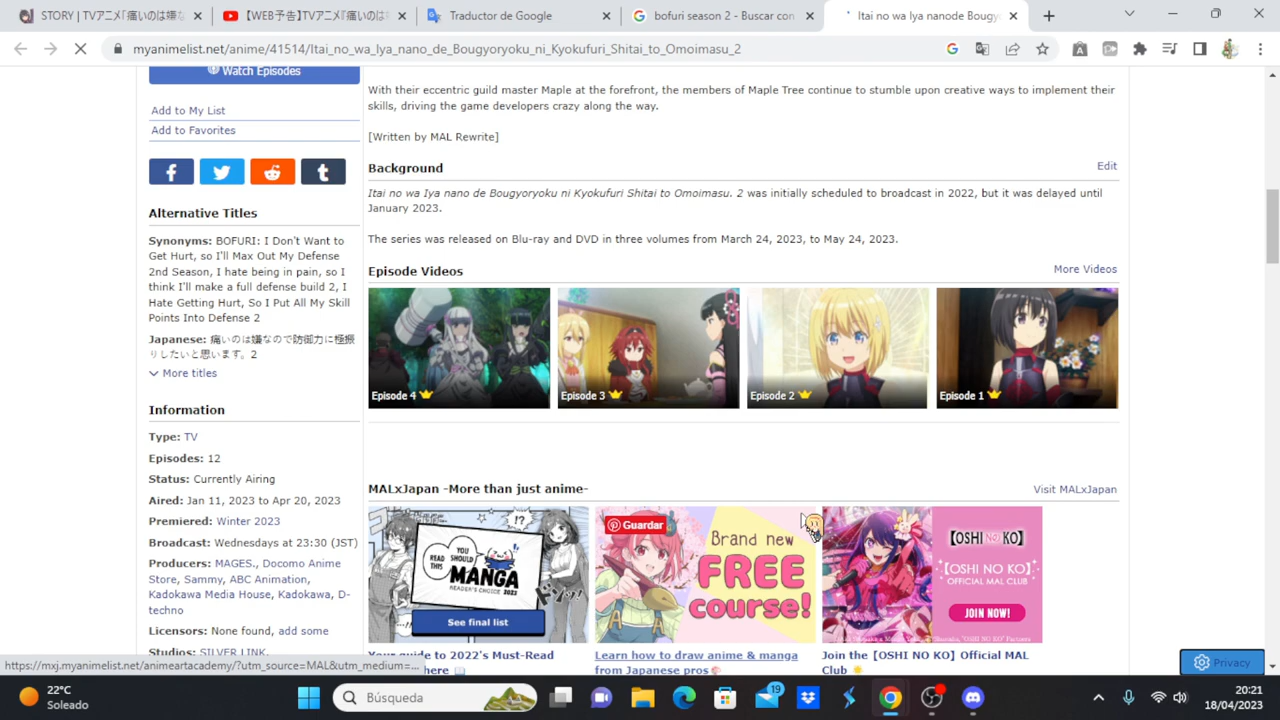 STORY | TVアニメ『痛いのは嫌な
【WEB予告】TVアニメ『痛いのは
Traductor de Google
bofuri season 2 - Buscar con
Itai no wa Iya nanode Bougy
myanimelist.net/anime/41514/Itai_no_wa_Iya_nano_de_Bougyoryoku_ni_Kyokufuri_Shitai_to_Omoimasu_2
Watch Episodes
Add to My List
Add to Favorites
Alternative Titles
Synonyms: BOFURI: I Don't Want to
Get Hurt, so I'll Max Out My Defense
2nd Season, I hate being in pain, so I
think I'll make a full defense build 2, I
Hate Getting Hurt, So I Put All My Skill
Points Into Defense 2
Japanese: 痛いのは嫌なので防御力に極振
りしたいと思います。2
More titles
Information
Type: TV
Episodes: 12
Status: Currently Airing
Aired: Jan 11, 2023 to Apr 20, 2023
Premiered: Winter 2023
Broadcast: Wednesdays at 23:30 (JST)
Producers: MAGES., Docomo Anime
Store, Sammy, ABC Animation,
Kadokawa Media House, Kadokawa, D-
techno
Licensors: None found, add some
Studios: SILVER LINK.
With their eccentric guild master Maple at the forefront, the members of Maple Tree continue to stumble upon creative ways to implement their
skills, driving the game developers crazy along the way.
[Written by MAL Rewrite]
Background
Edit
Itai no wa Iya nano de Bougyoryoku ni Kyokufuri Shitai to Omoimasu. 2 was initially scheduled to broadcast in 2022, but it was delayed until
January 2023.
The series was released on Blu-ray and DVD in three volumes from March 24, 2023, to May 24, 2023.
Episode Videos
More Videos
Episode 4
Episode 3
Episode 2
Episode 1
MALxJapan -More than just anime-
Visit MALxJapan
READ THIS
YOU SHOULD
!?
MANGA
READER'S CHOICE 2023
See final list
Guardar
Brand new
FREE
course!
【OSHI NO KO】
【OSHI NO KO】
OFFICIAL MAL CLUB
JOIN NOW!
Your guide to 2022's Must-Read
here
Learn how to draw anime & manga
from Japanese pros
Join the【OSHI NO KO】Official MAL
Club
https://mxj.myanimelist.net/animeartacademy/?utm_source=MAL&utm_medium=...
Privacy
22°C
Soleado
Búsqueda
19
20:21
18/04/2023